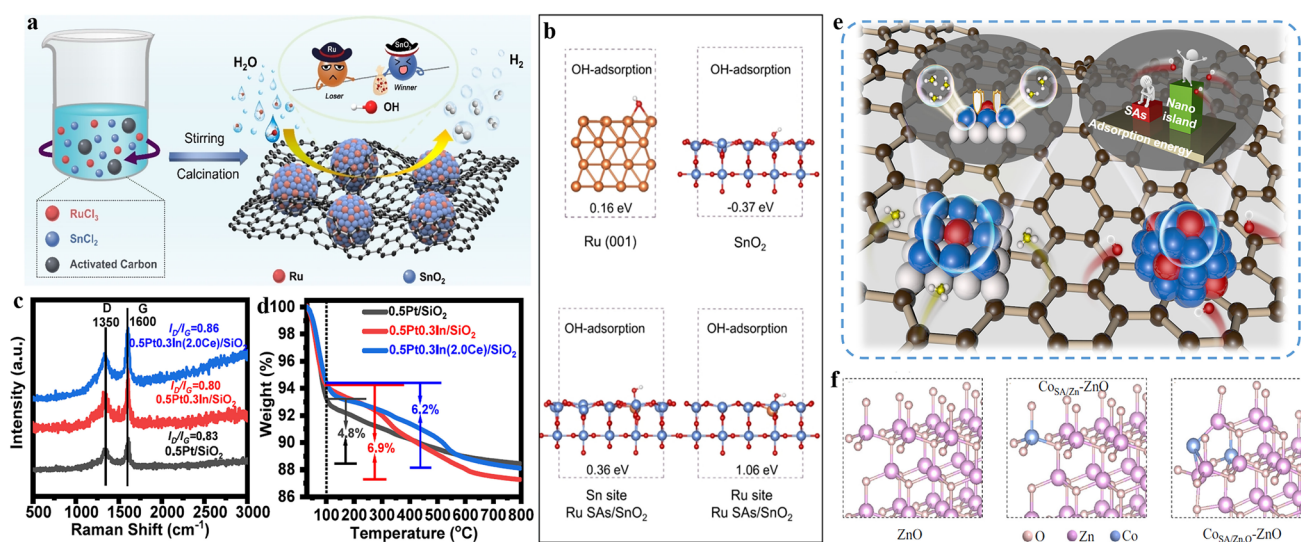 a
Ru
SnO2
Loser
Winner
OH
H2O
H2
Stirring
Calcination
RuCl3
SnCl2
Activated Carbon
Ru
SnO2
b
OH-adsorption
OH-adsorption
0.16 eV
-0.37 eV
Ru (001)
SnO2
OH-adsorption
OH-adsorption
0.36 eV
1.06 eV
Sn site
Ru SAs/SnO2
Ru site
Ru SAs/SnO2
c
D
G
1350
1600
ID/IG=0.86
0.5Pt0.3In(2.0Ce)/SiO2
ID/IG=0.80
0.5Pt0.3In/SiO2
ID/IG=0.83
0.5Pt/SiO2
Intensity (a.u.)
500 1000 1500 2000 2500 3000
Raman Shift (cm-1)
d
0.5Pt/SiO2
0.5Pt0.3In/SiO2
0.5Pt0.3In(2.0Ce)/SiO2
4.8%
6.9%
6.2%
Weight (%)
100
98
96
94
92
90
88
86
100 200 300 400 500 600 700 800
Temperature (oC)
e
SAs
Nano
island
Adsorption energy
f
CoSA/Zn-ZnO
ZnO
O Zn Co
CoSA/Zn,O-ZnO